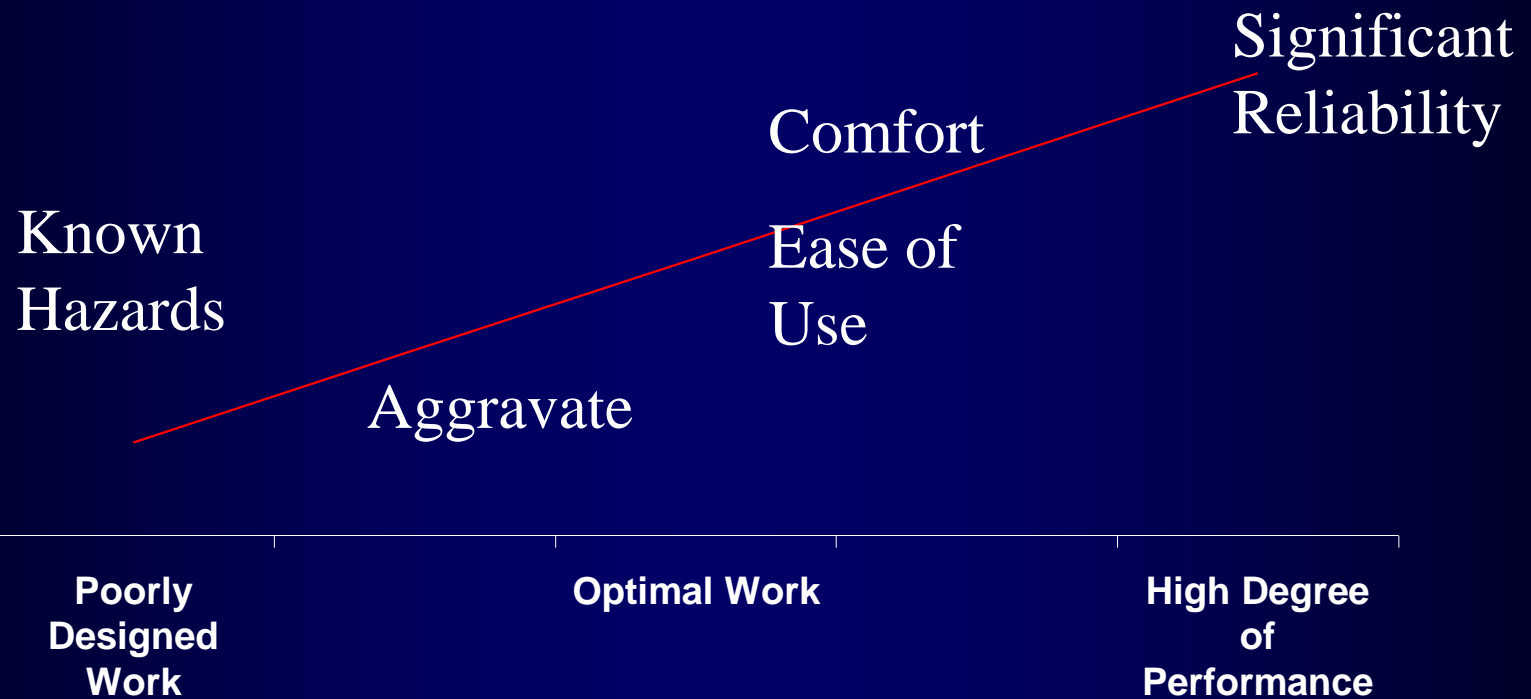 Significant
Reliability
Comfort
Known
Hazards
Ease of
Use
Aggravate
Poorly
Designed
Work
Optimal Work
High Degree
of
Performance